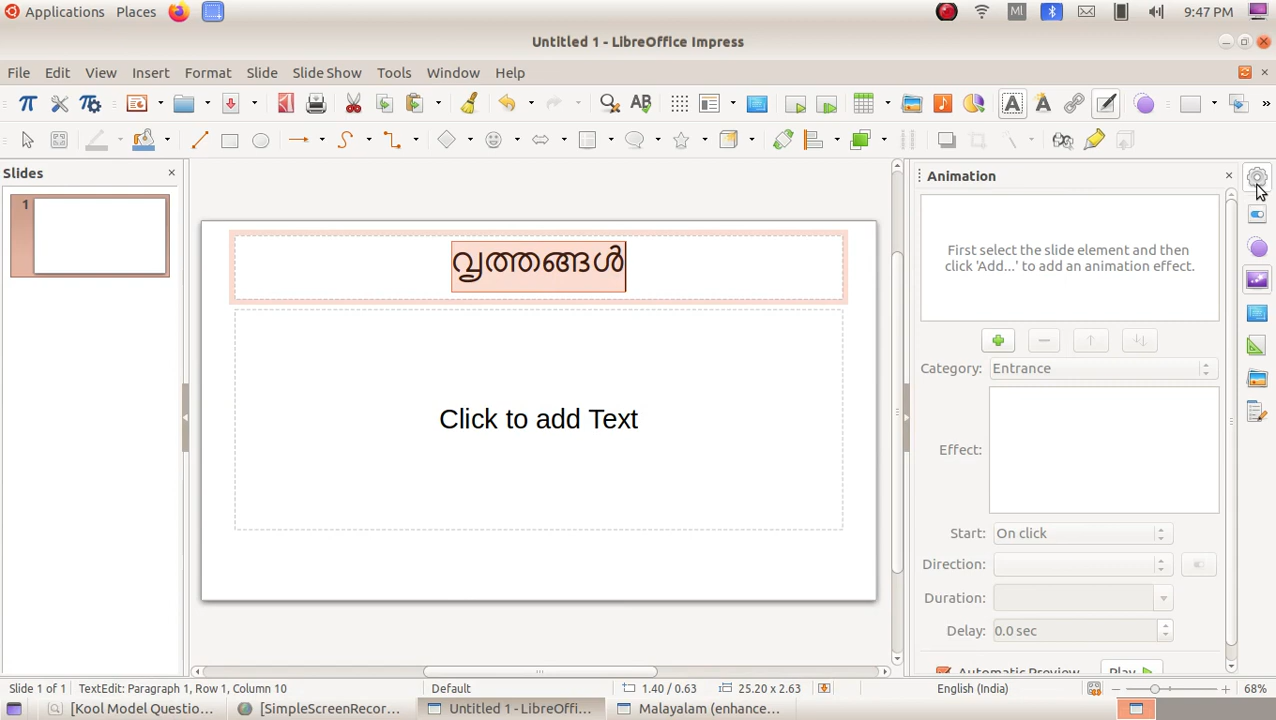 Applications Places Ml 9:47 PM
Untitled 1 - LibreOffice Impress
File Edit View Insert Format Slide Slide Show Tools Window Help
Slides
1
വൃത്തങ്ങൾ
Click to add Text
Animation
First select the slide element and then
click 'Add...' to add an animation effect.
Category: Entrance
Effect:
Start: On click
Direction:
Duration:
Delay: 0.0 sec
Automatic Preview Play
Slide 1 of 1 TextEdit: Paragraph 1, Row 1, Column 10 Default 1.40 / 0.63 25.20 x 2.63 English (India) 68%
[Kool Model Questio... [SimpleScreenRecor... Untitled 1 - LibreOffi... Malayalam (enhance...